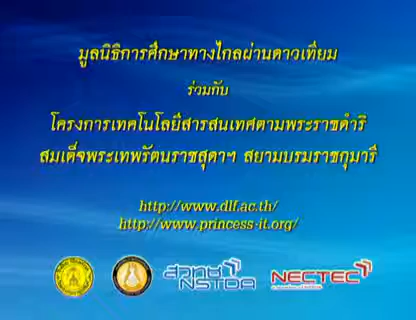 มูลนิธิการศึกษาทางไกลผ่านดาวเทียม
ร่วมกับ
โครงการเทคโนโลยีสารสนเทศตามพระราชดำริ
สมเด็จพระเทพรัตนราชสุดาฯ สยามบรมราชกุมารี
http://www.dlf.ac.th/
http://www.princess-it.org/
สวทช
NSTDA
NECTEC